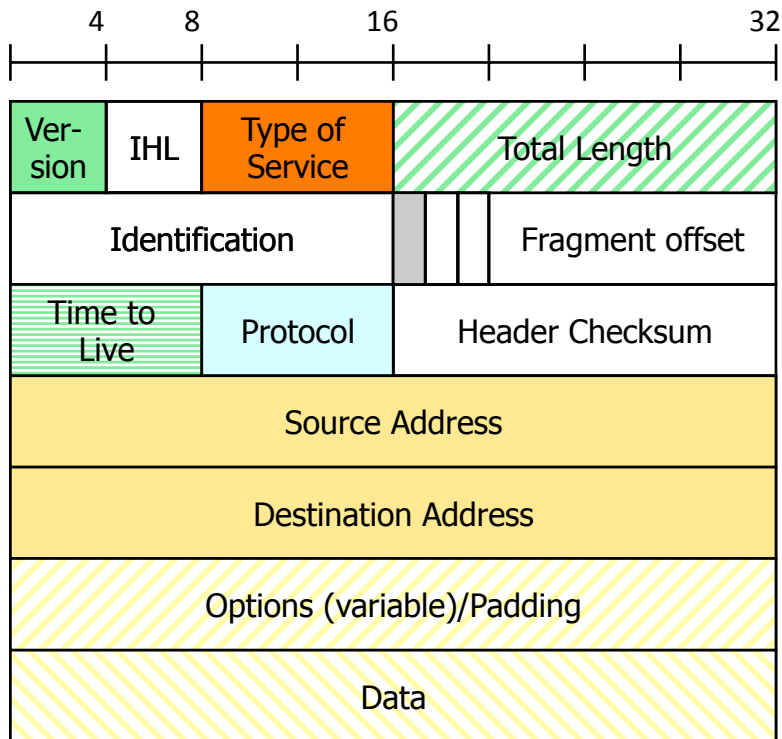 4 8 16 32
Ver-
sion
IHL
Type of
Service
Total Length
Identification
Fragment offset
Time to
Live
Protocol
Header Checksum
Source Address
Destination Address
Options (variable)/Padding
Data